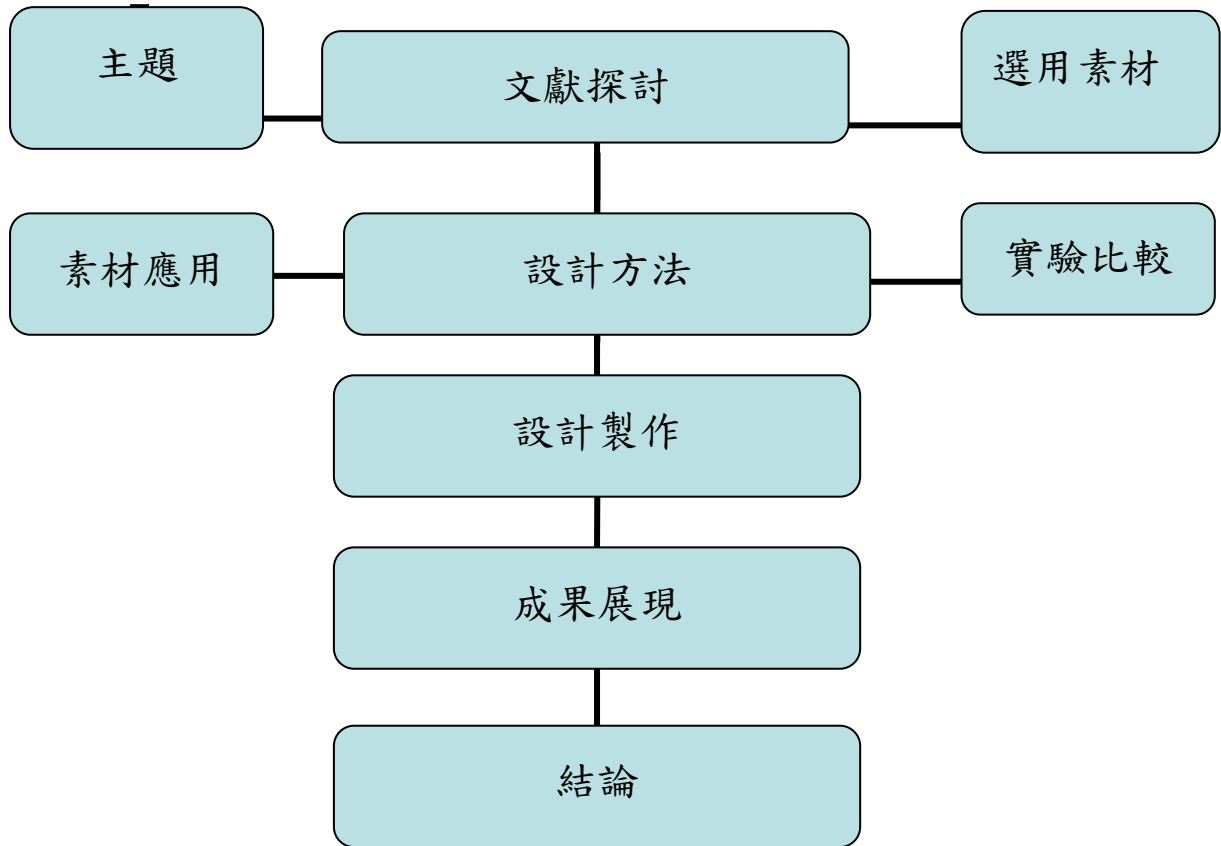 主題
文獻探討
選用素材
素材應用
設計方法
實驗比較
設計製作
成果展現
結論